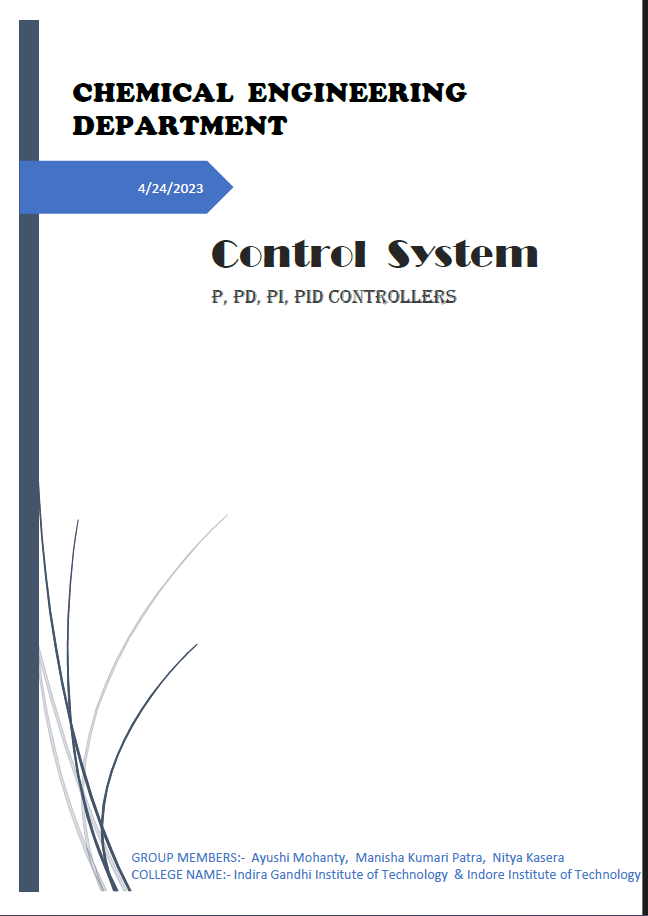 CHEMICAL ENGINEERING
DEPARTMENT
4/24/2023
Control System
P, PD, PI, PID CONTROLLERS
GROUP MEMBERS:- Ayushi Mohanty, Manisha Kumari Patra, Nitya Kasera
COLLEGE NAME:- Indira Gandhi Institute of Technology & Indore Institute of Technology